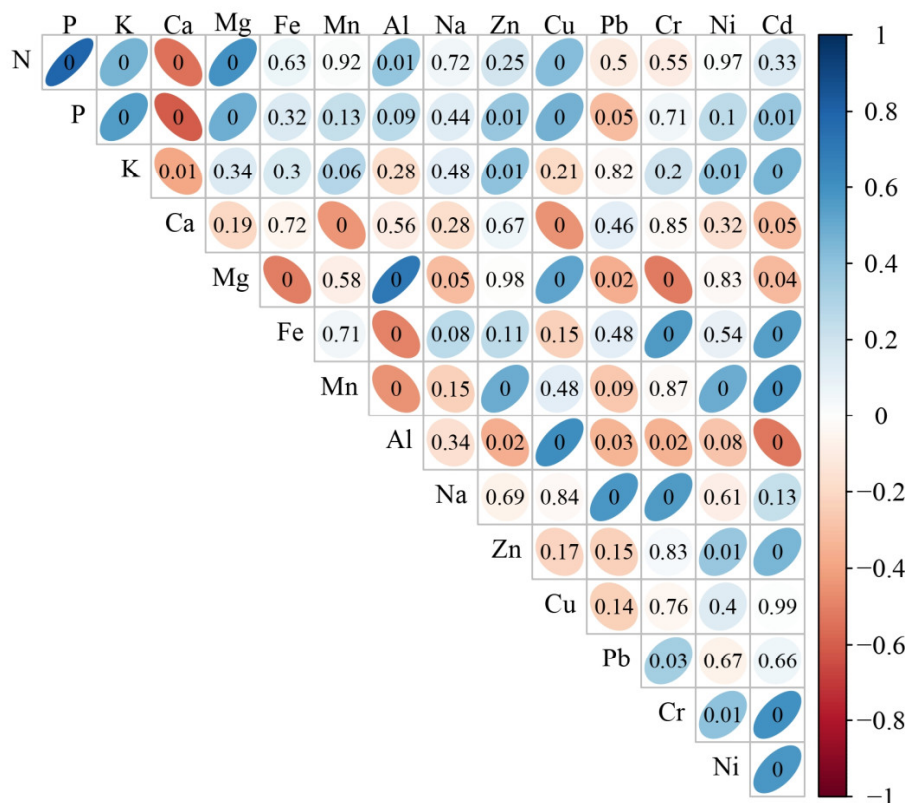 P K Ca Mg Fe Mn Al Na Zn Cu Pb Cr Ni Cd
N 0 0 0 0 0.63 0.92 0.01 0.72 0.25 0 0.5 0.55 0.97 0.33
P 0 0 0 0.32 0.13 0.09 0.44 0.01 0 0.05 0.71 0.1 0.01
K 0.01 0.34 0.3 0.06 0.28 0.48 0.01 0.21 0.82 0.2 0.01 0
Ca 0.19 0.72 0 0.56 0.28 0.67 0 0.46 0.85 0.32 0.05
Mg 0 0.58 0 0.05 0.98 0 0.02 0 0.83 0.04
Fe 0.71 0 0.08 0.11 0.15 0.48 0 0.54 0
Mn 0 0.15 0 0.48 0.09 0.87 0 0
Al 0.34 0.02 0 0.03 0.02 0.08 0
Na 0.69 0.84 0 0 0.61 0.13
Zn 0.17 0.15 0.83 0.01 0
Cu 0.14 0.76 0.4 0.99
Pb 0.03 0.67 0.66
Cr 0.01 0
Ni 0
1
0.8
0.6
0.4
0.2
0
−0.2
−0.4
−0.6
−0.8
−1